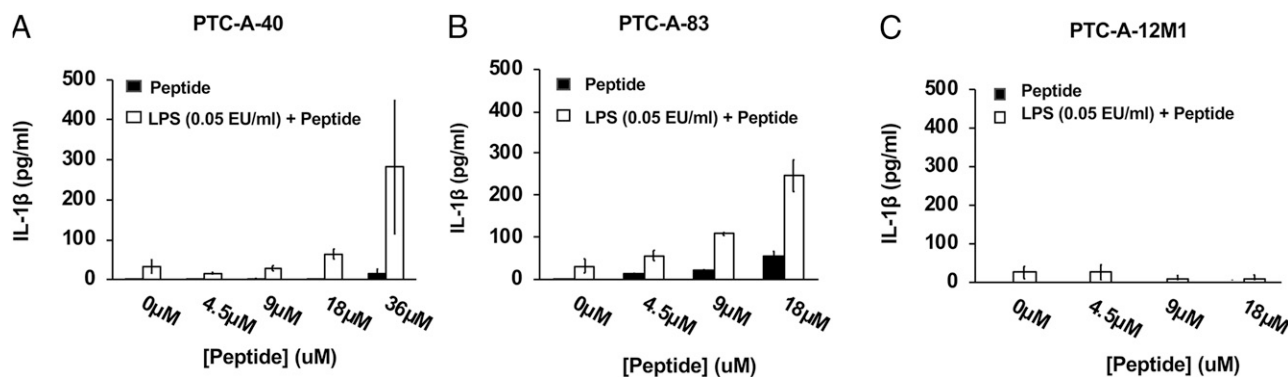 A
PTC-A-40
IL-1β (pg/ml)
500
400
300
200
100
0
Peptide
LPS (0.05 EU/ml) + Peptide
0μM
4.5μM
9μM
18μM
36μM
[Peptide] (uM)
B
PTC-A-83
IL-1β (pg/ml)
500
400
300
200
100
0
Peptide
LPS (0.05 EU/ml) + Peptide
0μM
4.5μM
9μM
18μM
[Peptide] (uM)
C
PTC-A-12M1
IL-1β (pg/ml)
500
400
300
200
100
0
Peptide
LPS (0.05 EU/ml) + Peptide
0μM
4.5μM
9μM
18μM
[Peptide] (uM)